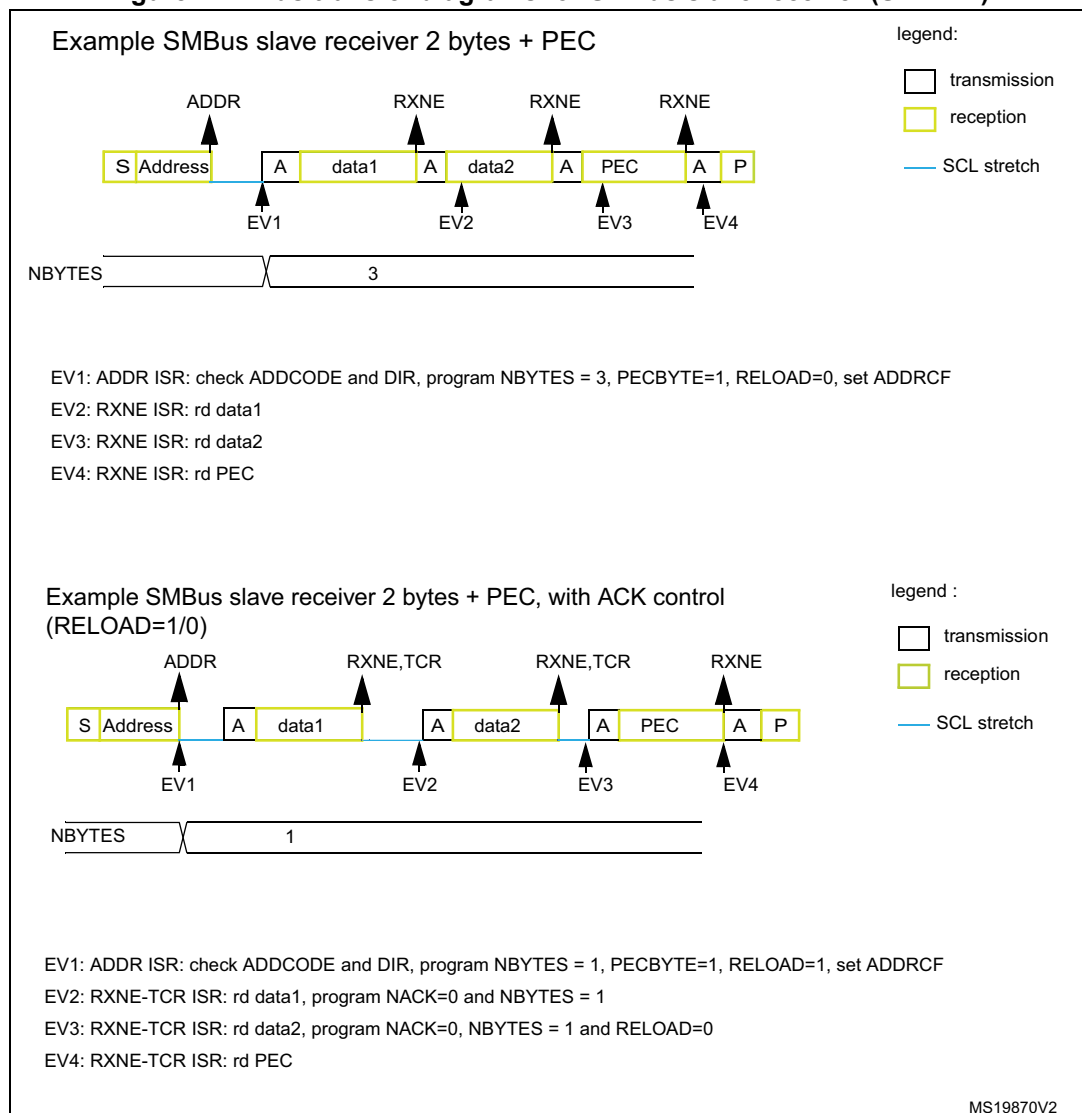 Example SMBus slave receiver 2 bytes + PEC
legend:
transmission
reception
SCL stretch
ADDR RXNE RXNE RXNE
S Address A data1 A data2 A PEC A P
EV1 EV2 EV3 EV4
NBYTES 3
EV1: ADDR ISR: check ADDCODE and DIR, program NBYTES = 3, PECBYTE=1, RELOAD=0, set ADDRCF
EV2: RXNE ISR: rd data1
EV3: RXNE ISR: rd data2
EV4: RXNE ISR: rd PEC
Example SMBus slave receiver 2 bytes + PEC, with ACK control
(RELOAD=1/0)
legend :
transmission
reception
SCL stretch
ADDR RXNE,TCR RXNE,TCR RXNE
S Address A data1 A data2 A PEC A P
EV1 EV2 EV3 EV4
NBYTES 1
EV1: ADDR ISR: check ADDCODE and DIR, program NBYTES = 1, PECBYTE=1, RELOAD=1, set ADDRCF
EV2: RXNE-TCR ISR: rd data1, program NACK=0 and NBYTES = 1
EV3: RXNE-TCR ISR: rd data2, program NACK=0, NBYTES = 1 and RELOAD=0
EV4: RXNE-TCR ISR: rd PEC
MS19870V2